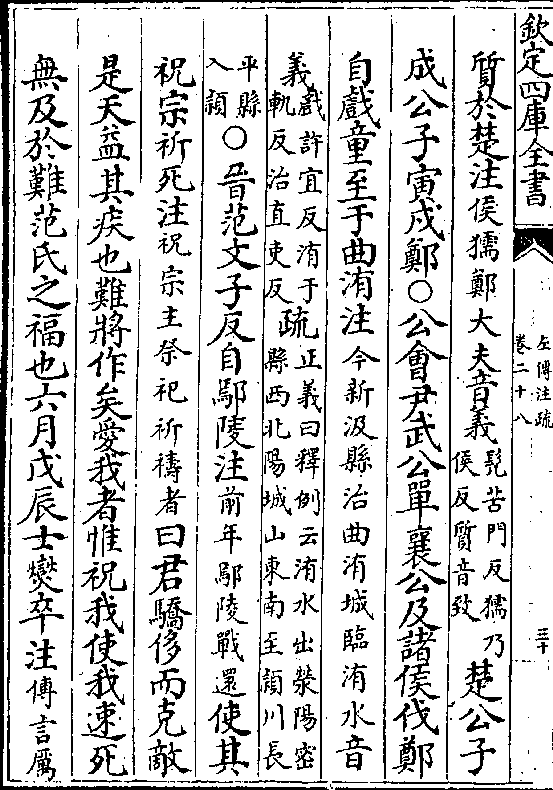 欽定四庫全書
左傳注疏
卷二十八
三十
質於楚注侯獳鄭大夫音義髡苦門反獳乃
侯反質音致楚公子
成公子寅戍鄭○公會尹武公單襄公及諸侯伐鄭
自戲童至于曲洧注今新汲縣治曲洧城臨洧水音
義戲許宜反洧于
軌反治直吏反疏正義曰釋例云洧水出滎陽密
縣西北陽城山東南至潁川長
平縣
入潁○晉范文子反自鄢陵注前年鄢陵戰還使其
祝宗祈死注祝宗主祭祀祈禱者曰君驕侈而克敵
是天益其疾也難將作矣愛我者惟祝我使我速死
無及於難范氏之福也六月戊辰士燮卒注傳言厲